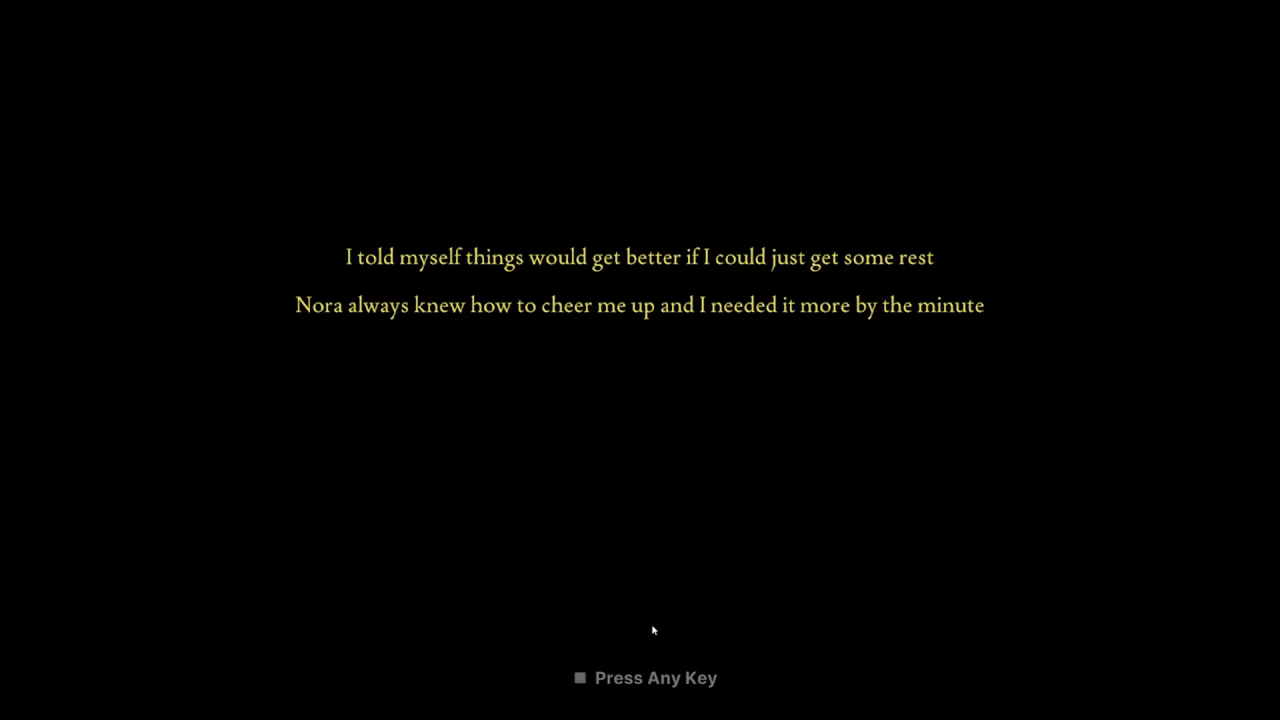 I told myself things would get better if I could just get some rest
Nora always knew how to cheer me up and I needed it more by the minute
Press Any Key